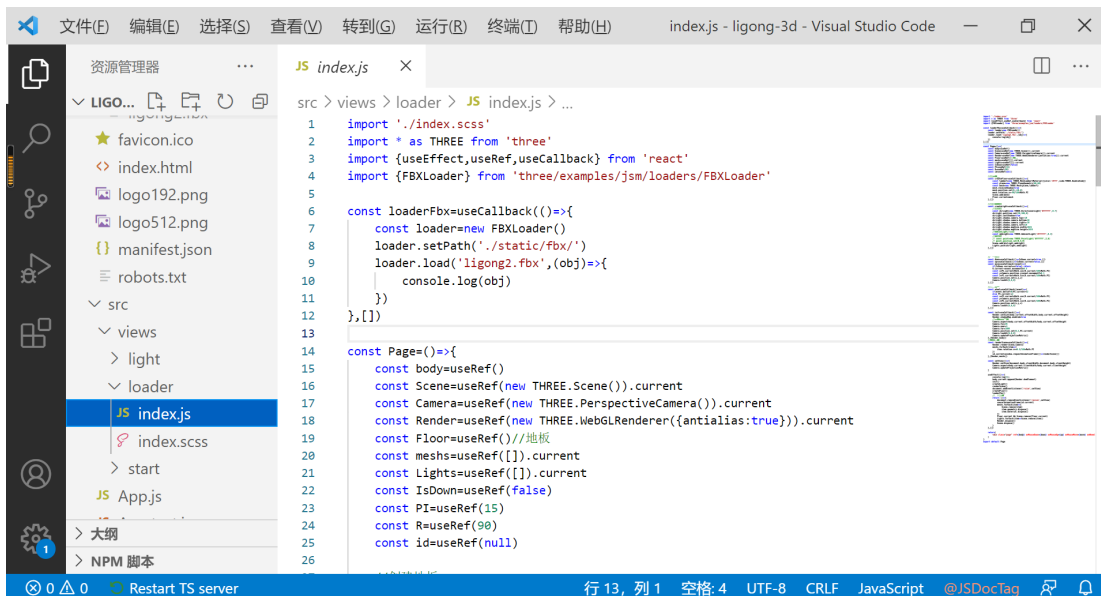 文件(F) 编辑(E) 选择(S) 查看(V) 转到(G) 运行(R) 终端(T) 帮助(H) index.js - ligong-3d - Visual Studio Code
资源管理器 ···
JS index.js
LIGO...
src > views > loader > JS index.js > ...
ligong2.fbx
favicon.ico
<> index.html
logo192.png
logo512.png
{} manifest.json
robots.txt
src
views
light
loader
JS index.js
index.scss
start
JS App.js
大纲
NPM 脚本
1 import './index.scss'
2 import * as THREE from 'three'
3 import {useEffect,useRef,useCallback} from 'react'
4 import {FBXLoader} from 'three/examples/jsm/loaders/FBXLoader'
5
6 const loaderFbx=useCallback(()=>{
7     const loader=new FBXLoader()
8     loader.setPath('./static/fbx/')
9     loader.load('ligong2.fbx',(obj)=>{
10         console.log(obj)
11     })
12 },[])
13
14 const Page=()=>{
15     const body=useRef()
16     const Scene=useRef(new THREE.Scene()).current
17     const Camera=useRef(new THREE.PerspectiveCamera()).current
18     const Render=useRef(new THREE.WebGLRenderer({antialias:true})).current
19     const Floor=useRef()//地板
20     const meshs=useRef([]).current
21     const Lights=useRef([]).current
22     const IsDown=useRef(false)
23     const PI=useRef(15)
24     const R=useRef(90)
25     const id=useRef(null)
26
1
0 0 Restart TS server 行 13，列 1 空格: 4 UTF-8 CRLF JavaScript @JSDocTag